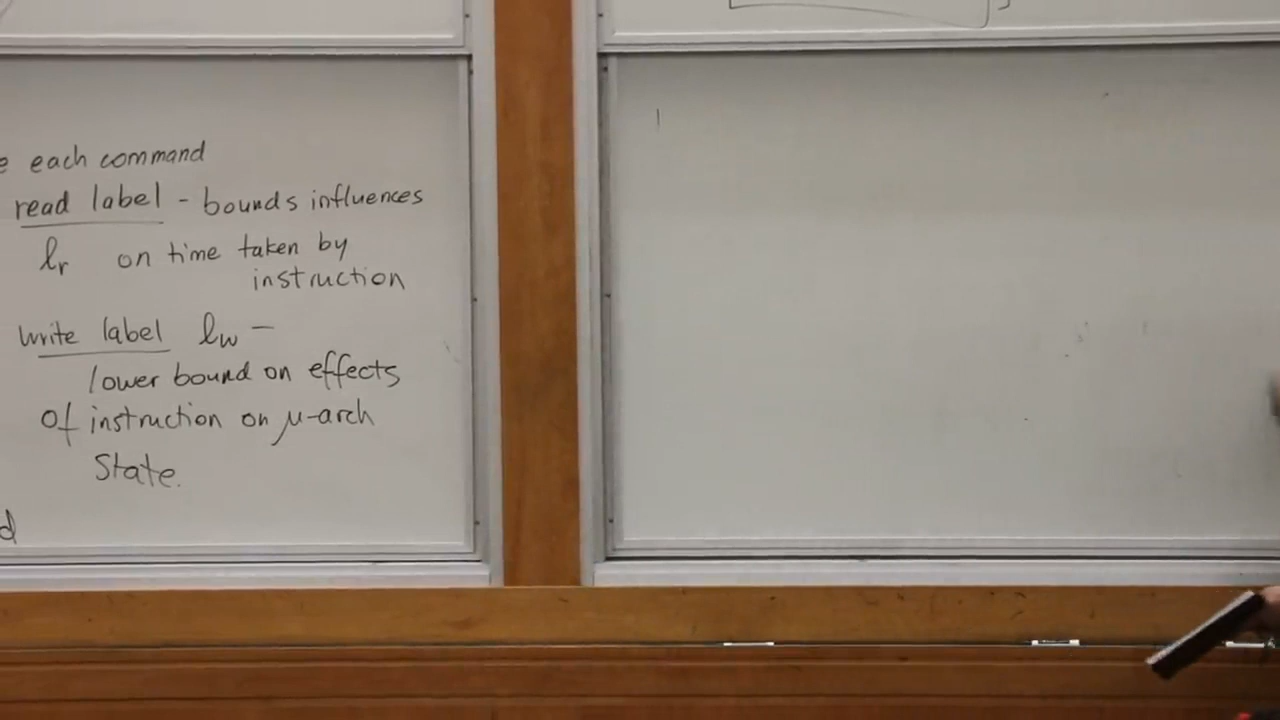 each command
read label - bounds influences
lr on time taken by
instruction
write label lw -
lower bound on effects
of instruction on μ-arch
state.